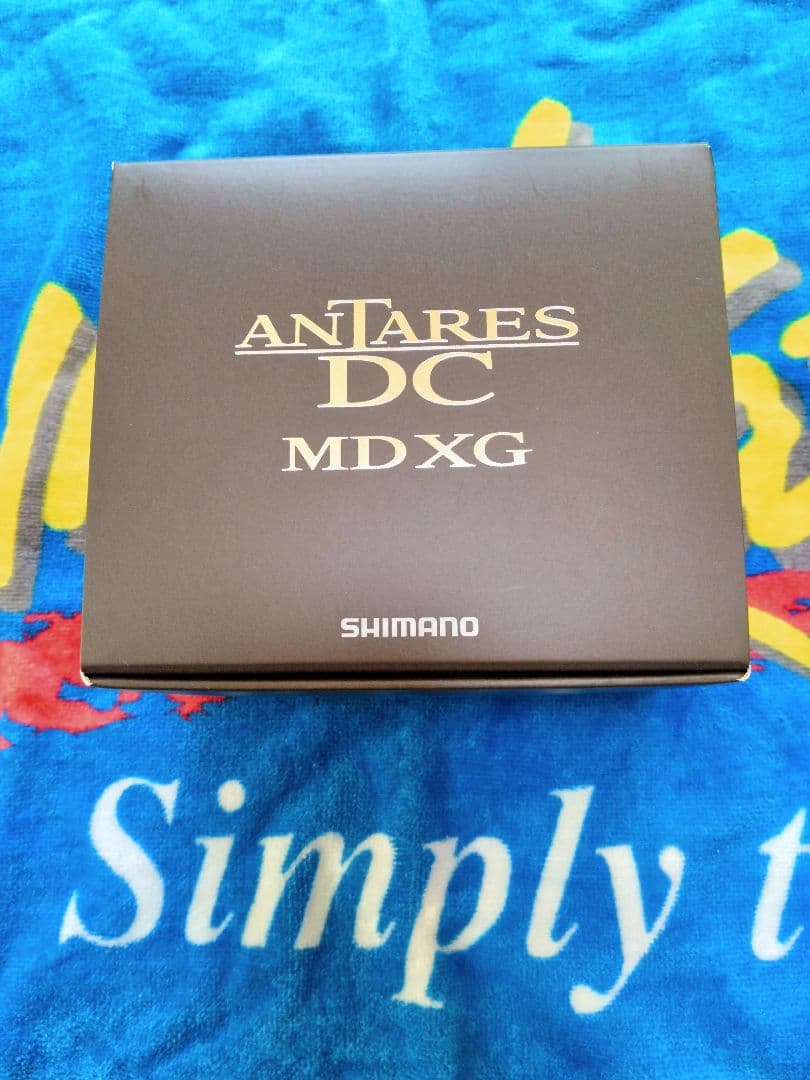 ANTARES
DC
MD XG
SHIMANO
Simply t